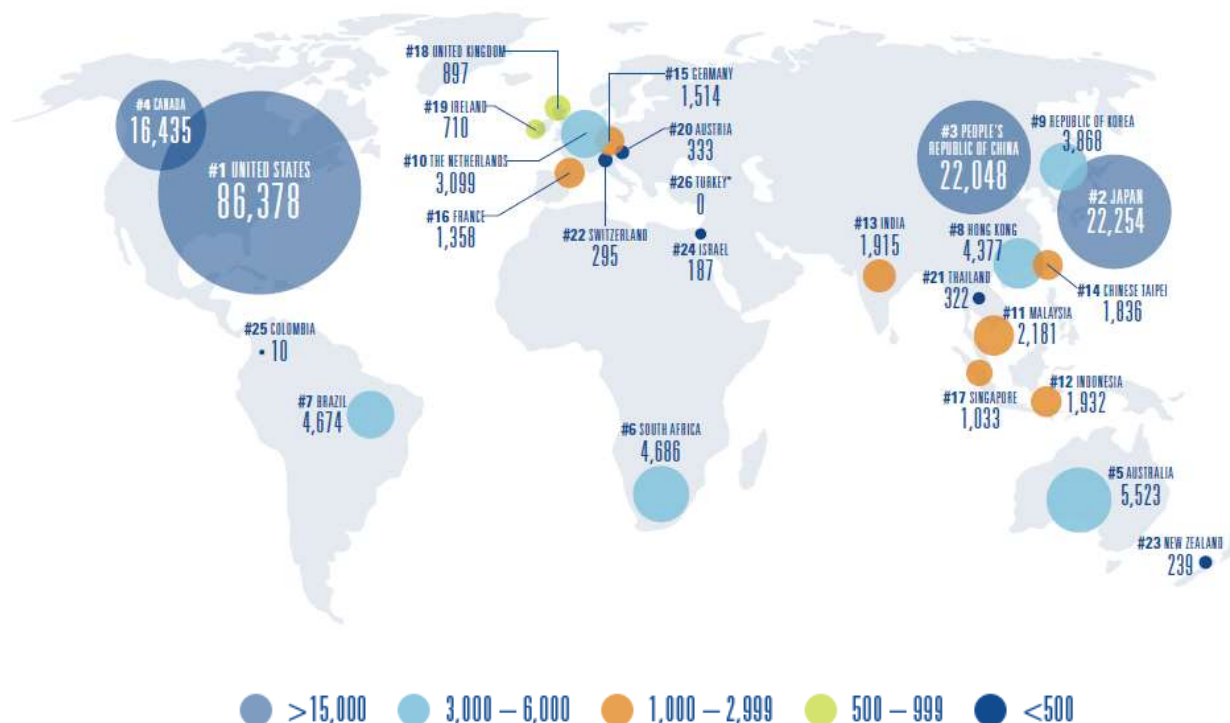 #18 UNITED KINGDOM
897
#15 GERMANY
1,514
#4 CANADA
16,435
#19 IRELAND
710
#20 AUSTRIA
333
#3 PEOPLE'S
REPUBLIC OF CHINA
22,048
#9 REPUBLIC OF KOREA
3,868
#1 UNITED STATES
86,378
#10 THE NETHERLANDS
3,099
#26 TURKEY*
0
#2 JAPAN
22,254
#16 FRANCE
1,358
#22 SWITZERLAND
295
#24 ISRAEL
187
#13 INDIA
1,915
#8 HONG KONG
4,377
#21 THAILAND
322
#14 CHINESE TAIPEI
1,836
#11 MALAYSIA
2,181
#25 COLOMBIA
10
#7 BRAZIL
4,674
#17 SINGAPORE
1,033
#12 INDONESIA
1,932
#6 SOUTH AFRICA
4,686
#5 AUSTRALIA
5,523
#23 NEW ZEALAND
239
>15,000
3,000 – 6,000
1,000 – 2,999
500 – 999
<500